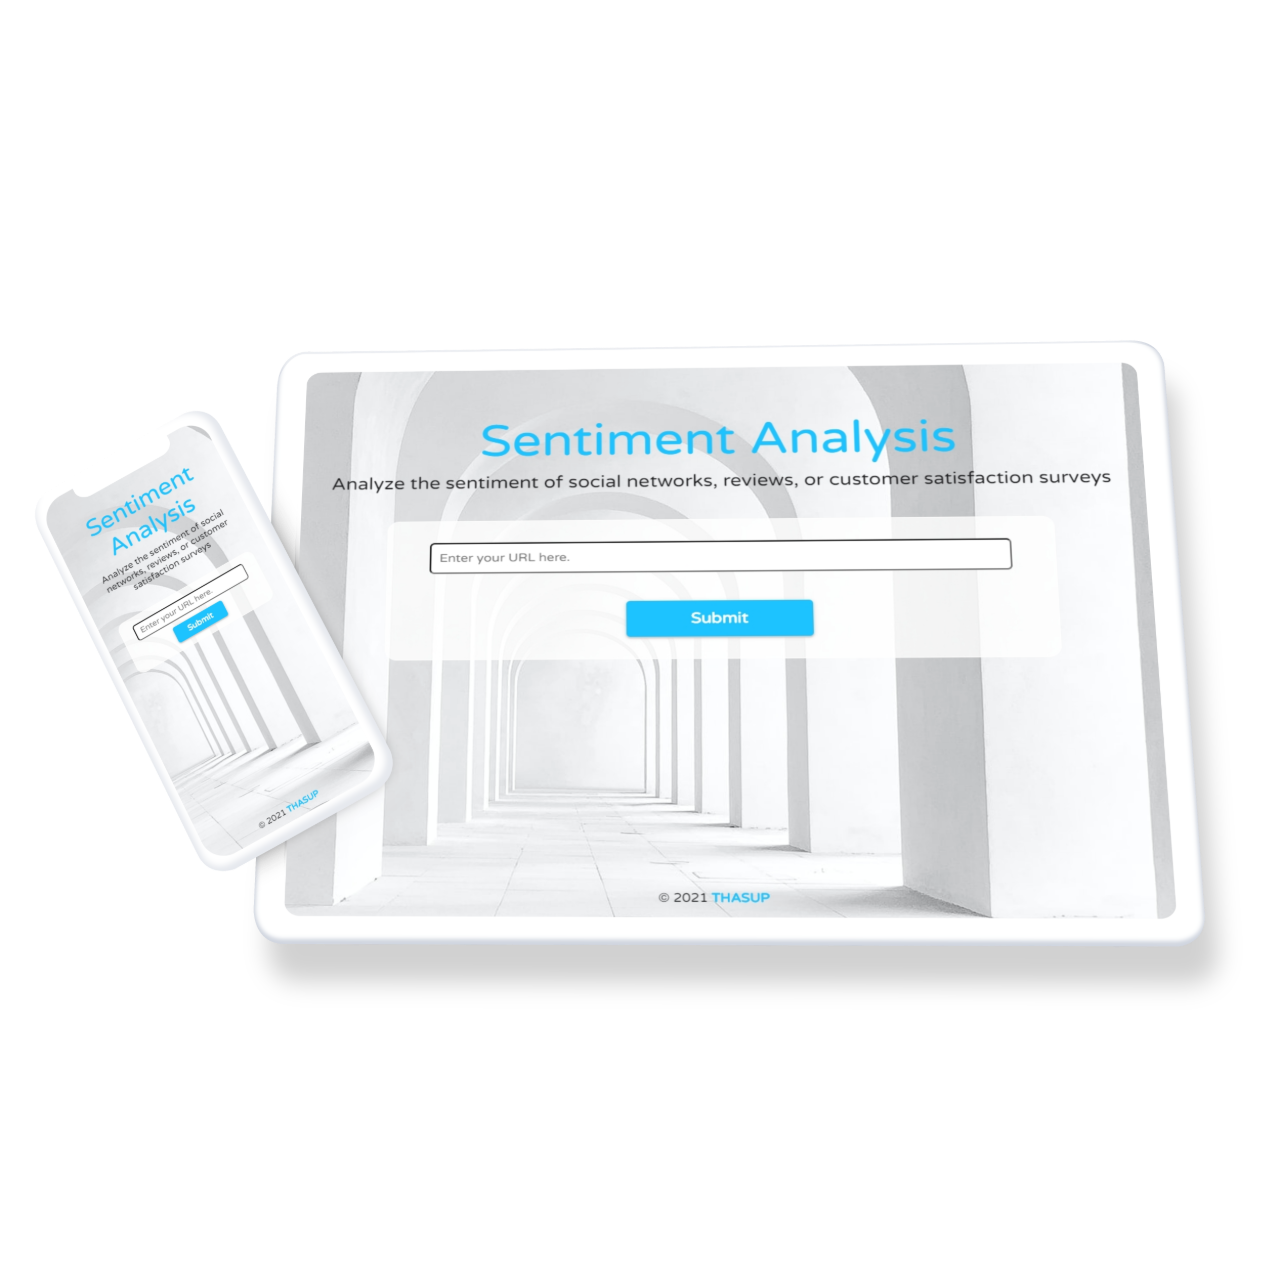 Sentiment Analysis
Analyze the sentiment of social networks, reviews, or customer satisfaction surveys
Enter your URL here.
Submit
© 2021 THASUP
Sentiment
Analysis
Analyze the sentiment of social
networks, reviews, or customer
satisfaction surveys
Enter your URL here.
Submit
© 2021 THASUP